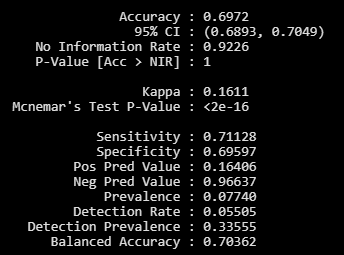 Accuracy : 0.6972
95% CI : (0.6893, 0.7049)
No Information Rate : 0.9226
P-Value [Acc > NIR] : 1
Kappa : 0.1611
Mcnemar's Test P-Value : <2e-16
Sensitivity : 0.71128
Specificity : 0.69597
Pos Pred Value : 0.16406
Neg Pred Value : 0.96637
Prevalence : 0.07740
Detection Rate : 0.05505
Detection Prevalence : 0.33555
Balanced Accuracy : 0.70362